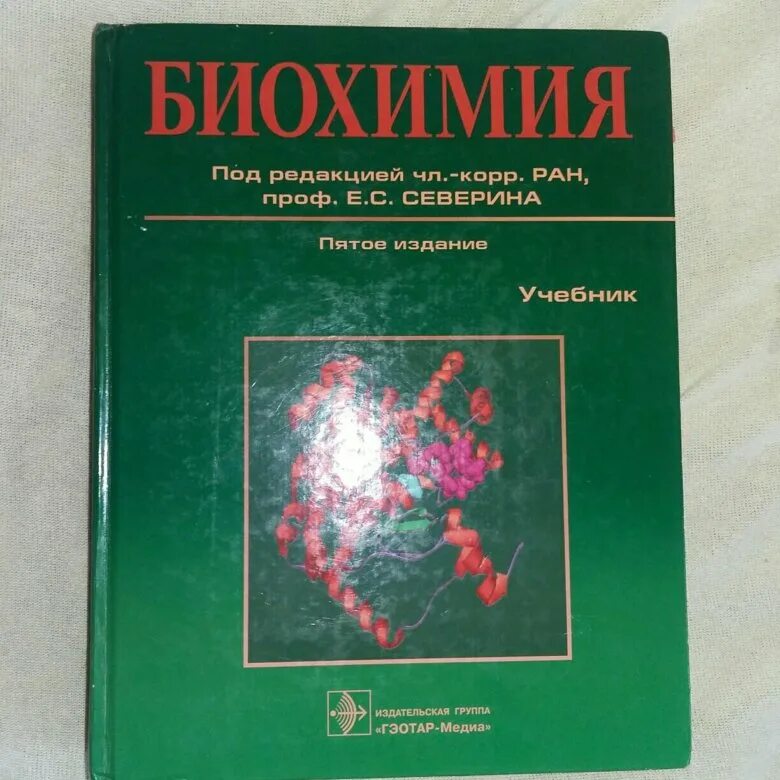 БИОХИМИЯ
Под редакцией чл.-корр. РАН,
проф. Е.С. СЕВЕРИНА
Пятое издание
Учебник
ИЗДАТЕЛЬСКАЯ ГРУППА
«ГЭОТАР-Медиа»